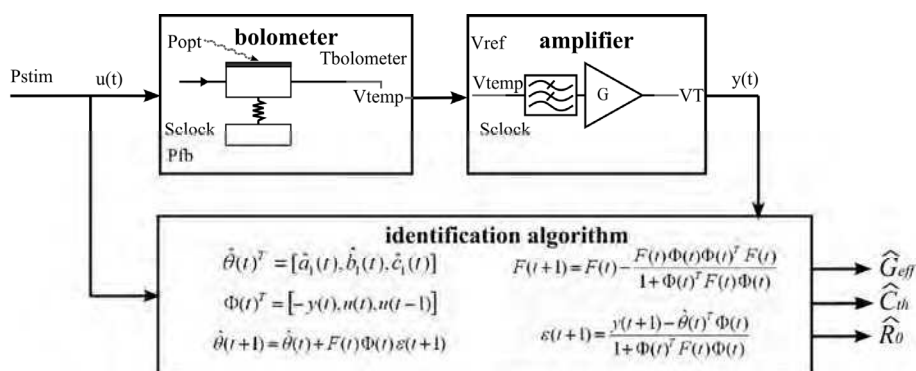 bolometer
Popt
Tbolometer
Pstim
u(t)
Vtemp
Sclock
Pfb
amplifier
Vref
Vtemp
G
VT
Sclock
y(t)
identification algorithm
θ̂(t)^T = [â₁(t), b̂₁(t), ĉ₁(t)]
Φ(t)^T = [−y(t), u(t), u(t−1)]
θ̂(t+1) = θ̂(t) + F(t)Φ(t)ε(t+1)
F(t+1) = F(t) − F(t)Φ(t)Φ(t)^T F(t) / 1 + Φ(t)^T F(t)Φ(t)
ε(t+1) = y(t+1) − θ̂(t)^T Φ(t) / 1 + Φ(t)^T F(t)Φ(t)
Ĝeff
Ĉth
R̂0